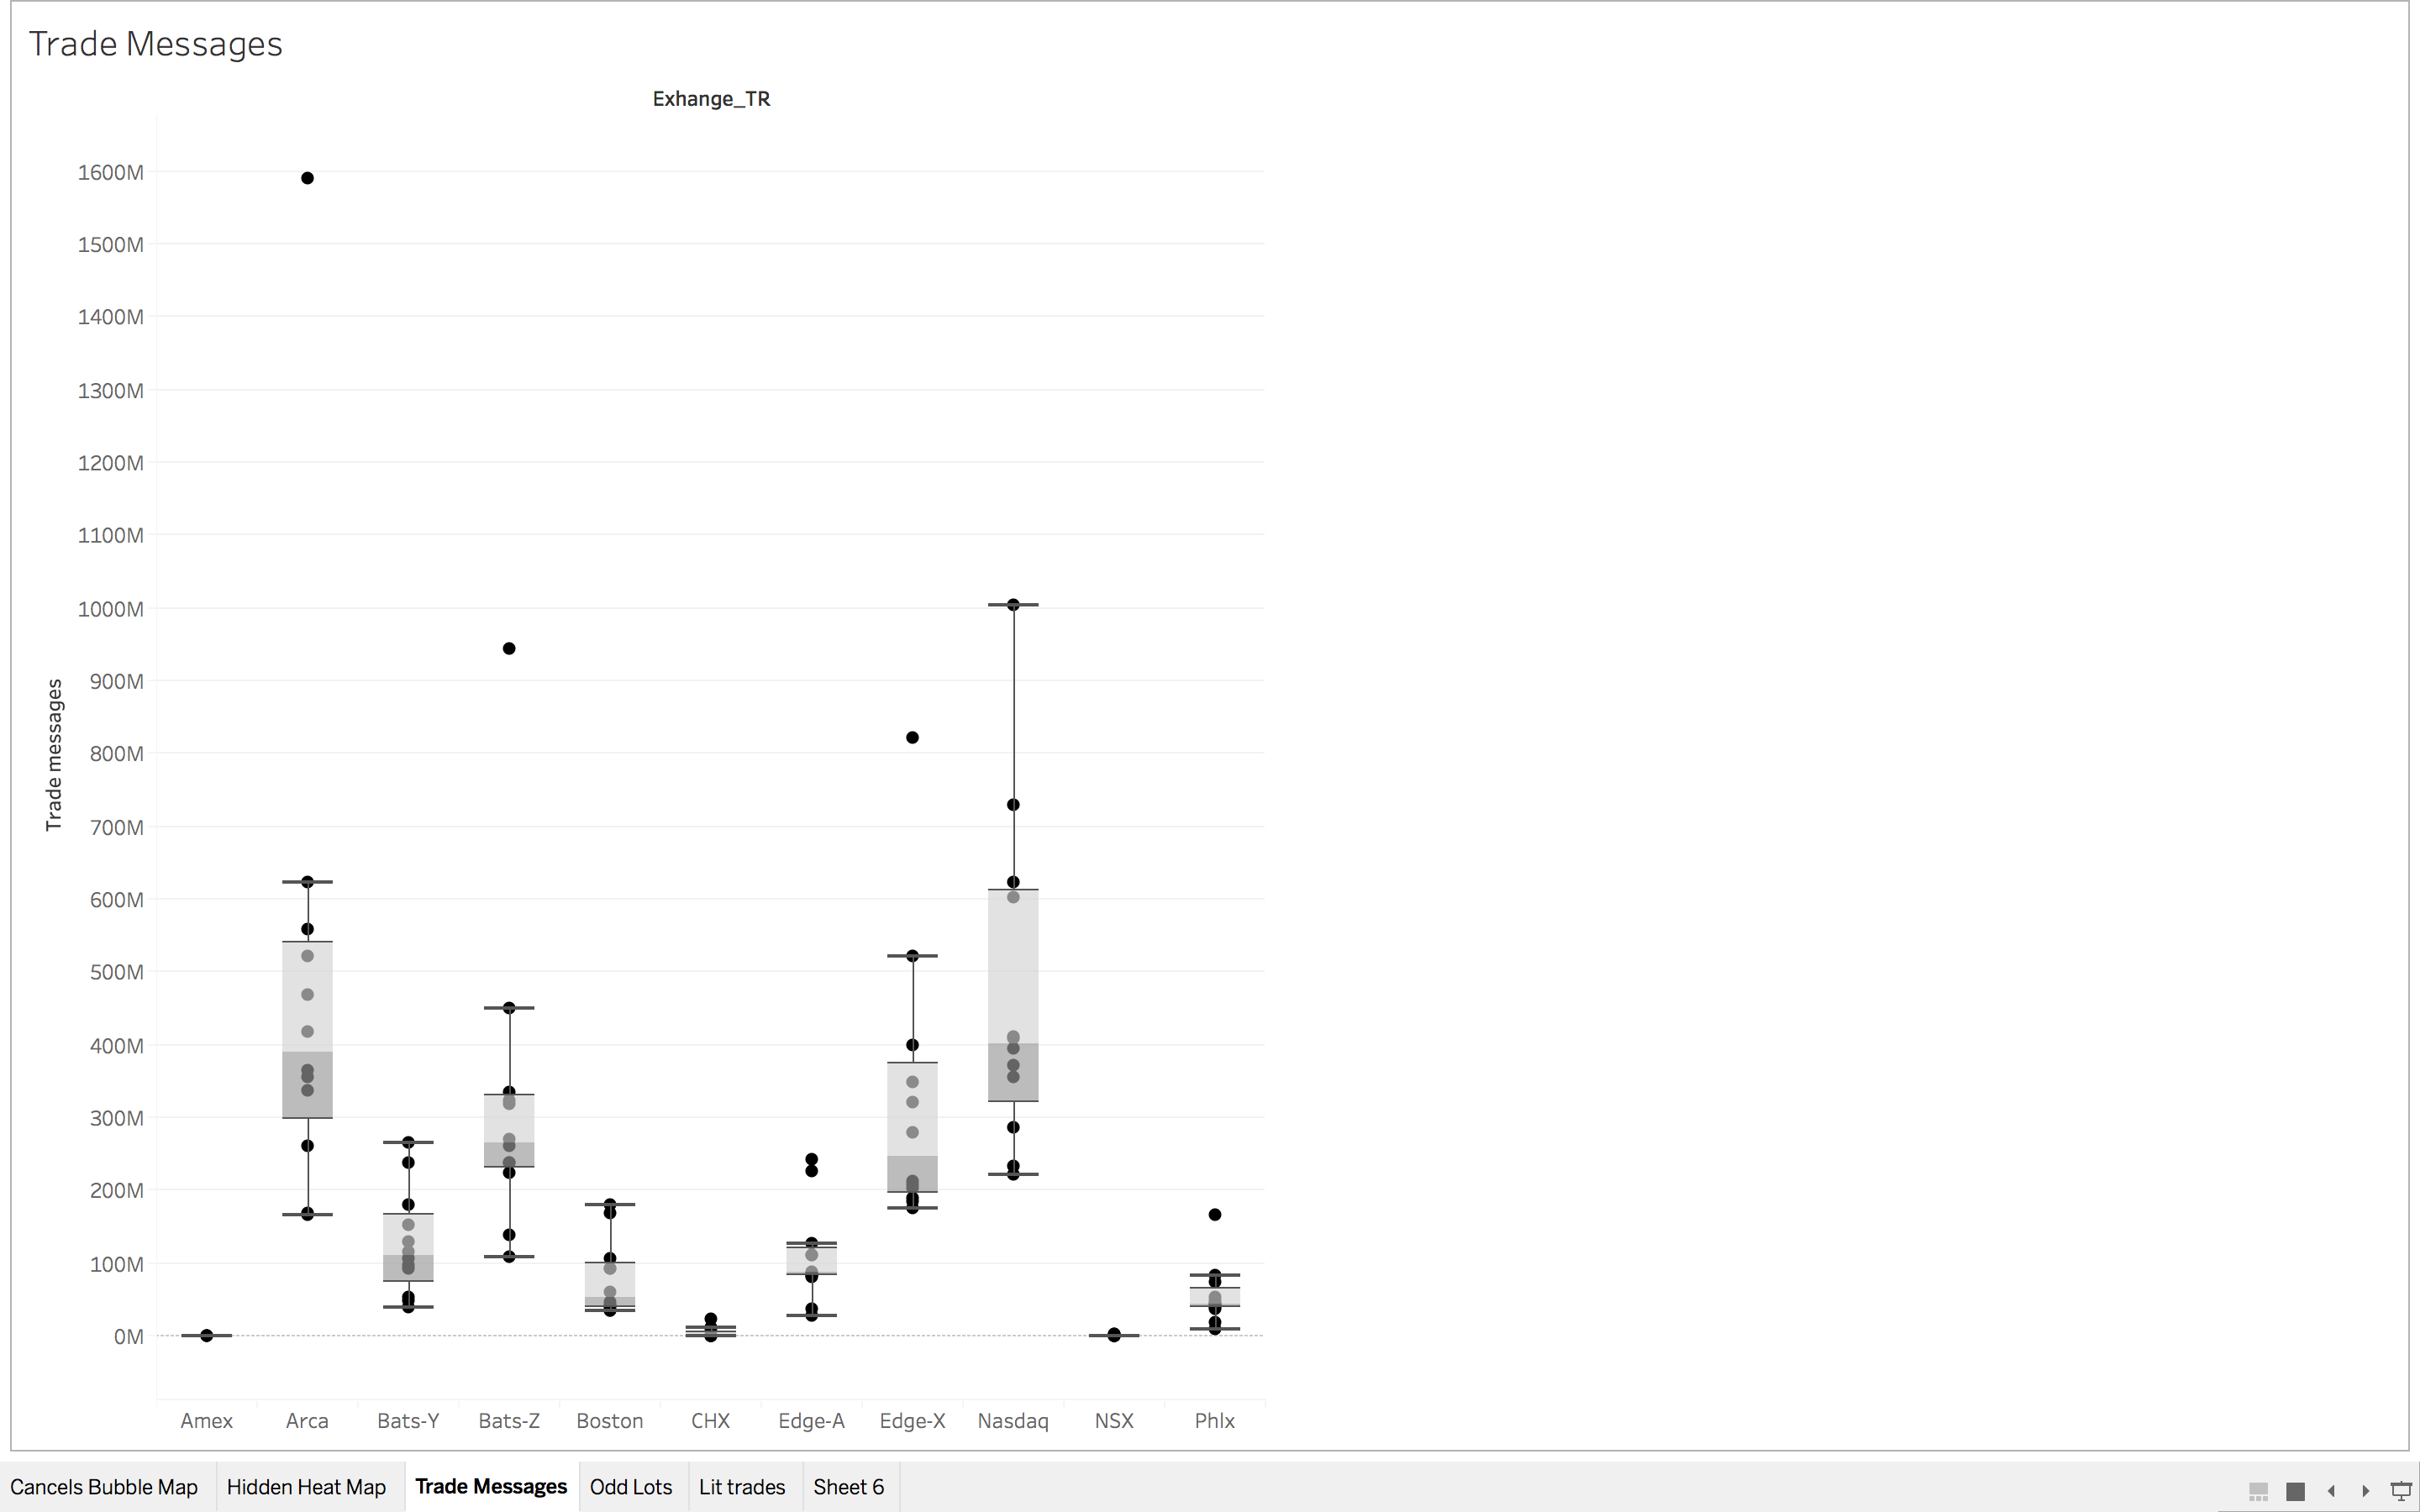 Trade Messages
Exhange_TR
1600M
1500M
1400M
1300M
1200M
1100M
1000M
900M
800M
700M
600M
500M
400M
300M
200M
100M
0M
Trade messages
Amex Arca Bats-Y Bats-Z Boston CHX Edge-A Edge-X Nasdaq NSX Phlx
Cancels Bubble Map Hidden Heat Map Trade Messages Odd Lots Lit trades Sheet 6